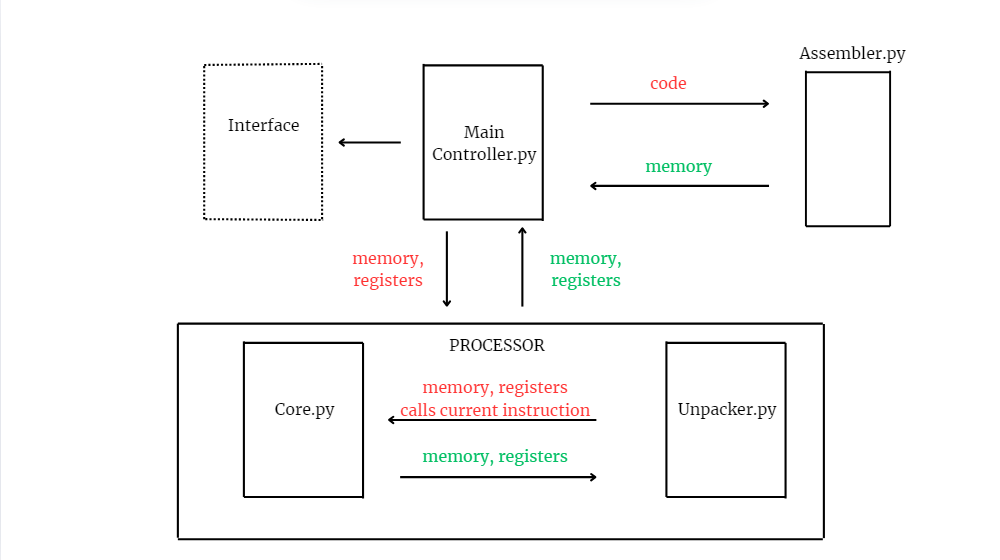 Assembler.py
code
Interface
Main
Controller.py
memory
memory,
registers
memory,
registers
PROCESSOR
memory, registers
calls current instruction
Core.py
Unpacker.py
memory, registers